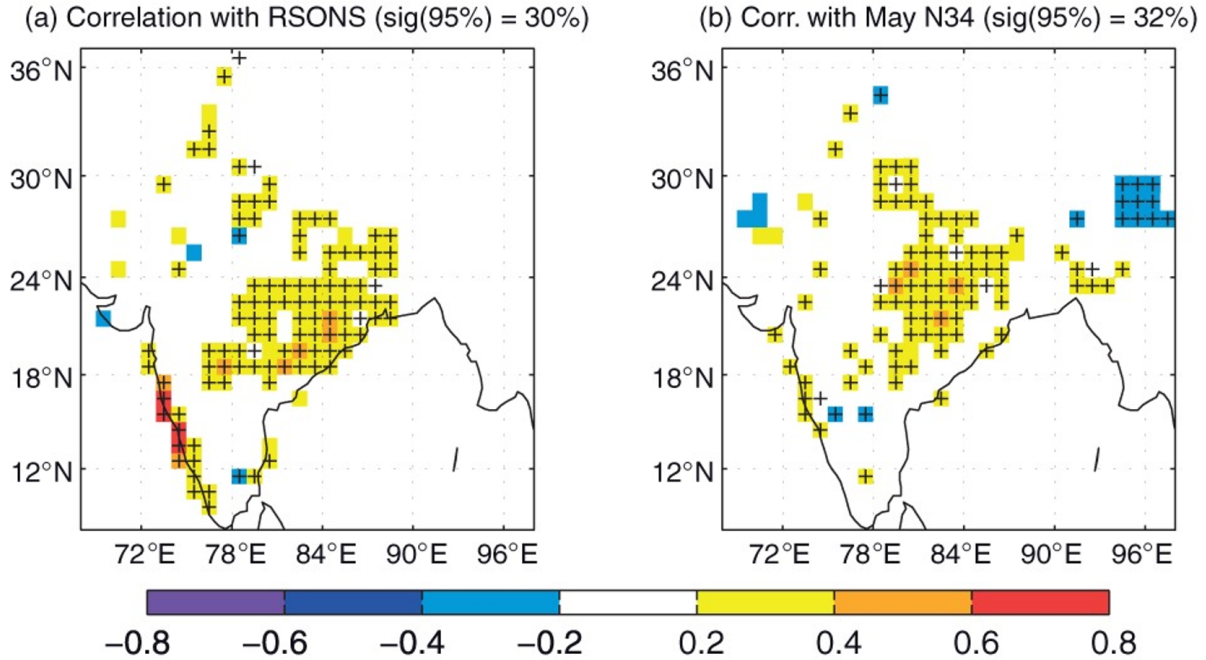 (a) Correlation with RSONS (sig(95%) = 30%)
(b) Corr. with May N34 (sig(95%) = 32%)
36°N
30°N
24°N
18°N
12°N
72°E 78°E 84°E 90°E 96°E
36°N
30°N
24°N
18°N
12°N
72°E 78°E 84°E 90°E 96°E
−0.8 −0.6 −0.4 −0.2 0.2 0.4 0.6 0.8